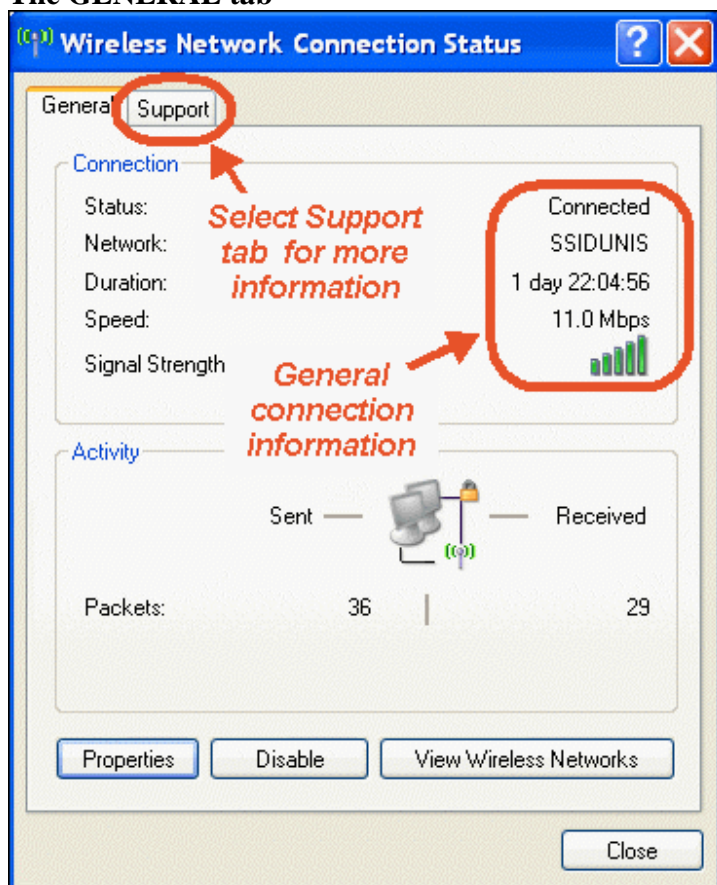 The GENERAL tab
Wireless Network Connection Status
General Support
Connection
Status: Connected
Network: SSIDUNIS
Duration: 1 day 22:04:56
Speed: 11.0 Mbps
Signal Strength
Select Support
tab for more
information
General
connection
information
Activity
Sent Received
Packets: 36 29
Properties Disable View Wireless Networks
Close